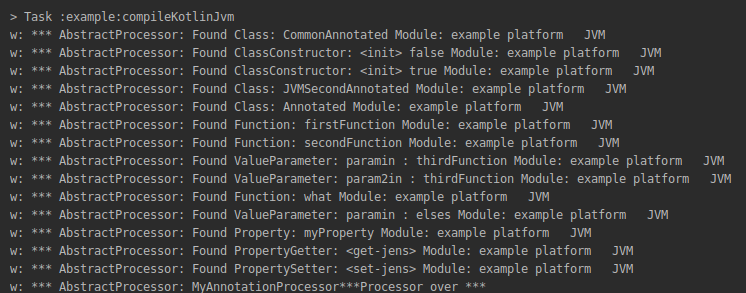 > Task :example:compileKotlinJvm
w: *** AbstractProcessor: Found Class: CommonAnnotated Module: example platform   JVM
w: *** AbstractProcessor: Found ClassConstructor: <init> false Module: example platform   JVM
w: *** AbstractProcessor: Found ClassConstructor: <init> true Module: example platform   JVM
w: *** AbstractProcessor: Found Class: JVMSecondAnnotated Module: example platform   JVM
w: *** AbstractProcessor: Found Class: Annotated Module: example platform   JVM
w: *** AbstractProcessor: Found Function: firstFunction Module: example platform   JVM
w: *** AbstractProcessor: Found Function: secondFunction Module: example platform   JVM
w: *** AbstractProcessor: Found ValueParameter: paramin : thirdFunction Module: example platform   JVM
w: *** AbstractProcessor: Found ValueParameter: param2in : thirdFunction Module: example platform   JVM
w: *** AbstractProcessor: Found Function: what Module: example platform   JVM
w: *** AbstractProcessor: Found ValueParameter: paramin : elses Module: example platform   JVM
w: *** AbstractProcessor: Found Property: myProperty Module: example platform   JVM
w: *** AbstractProcessor: Found PropertyGetter: <get-jens> Module: example platform   JVM
w: *** AbstractProcessor: Found PropertySetter: <set-jens> Module: example platform   JVM
w: *** AbstractProcessor: MyAnnotationProcessor***Processor over ***